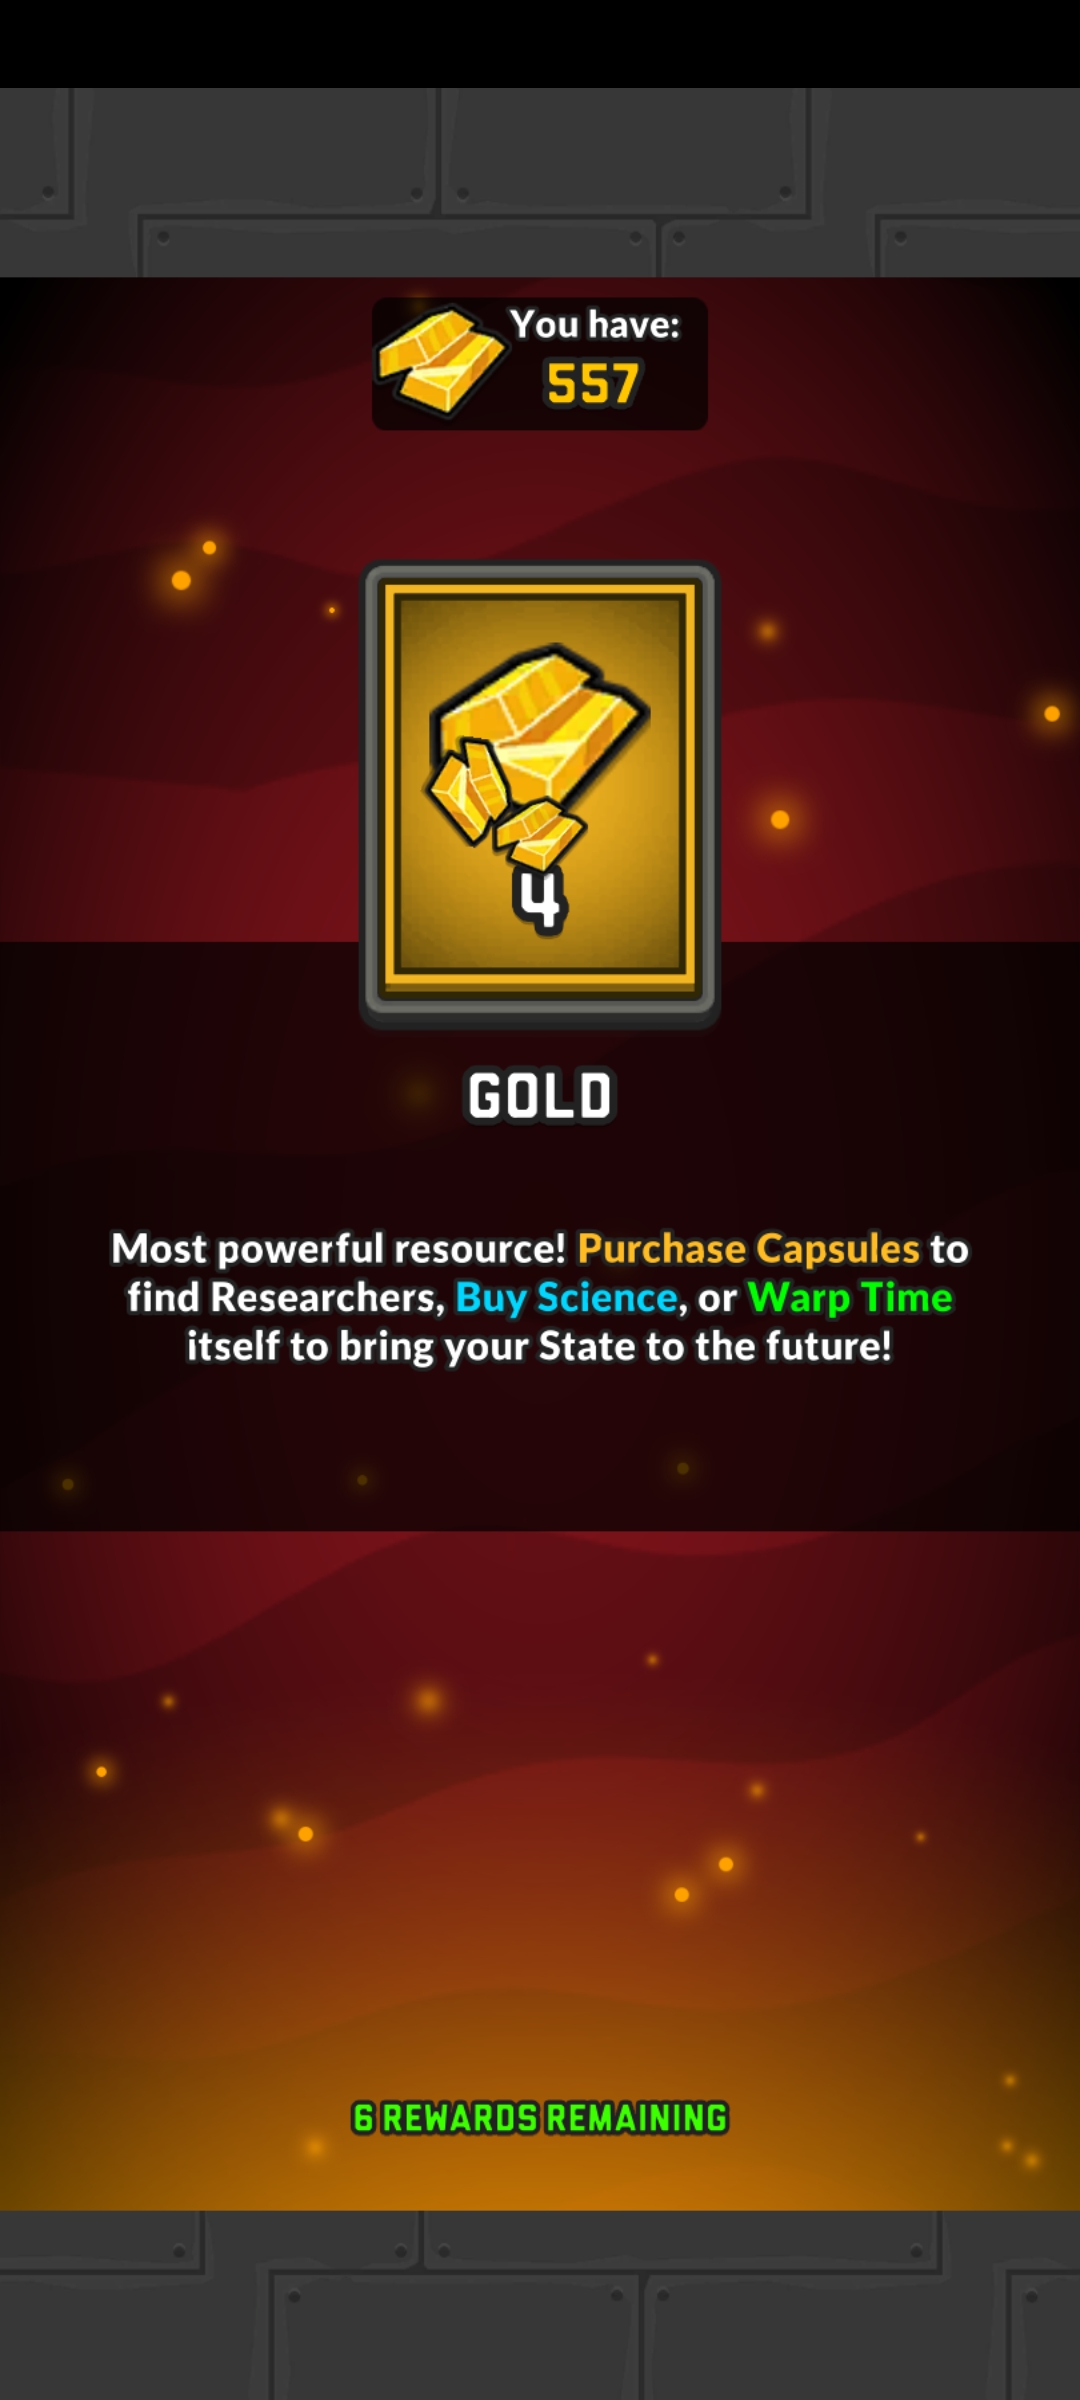 You have:
557
4
GOLD
Most powerful resource! Purchase Capsules to
find Researchers, Buy Science, or Warp Time
itself to bring your State to the future!
6 REWARDS REMAINING